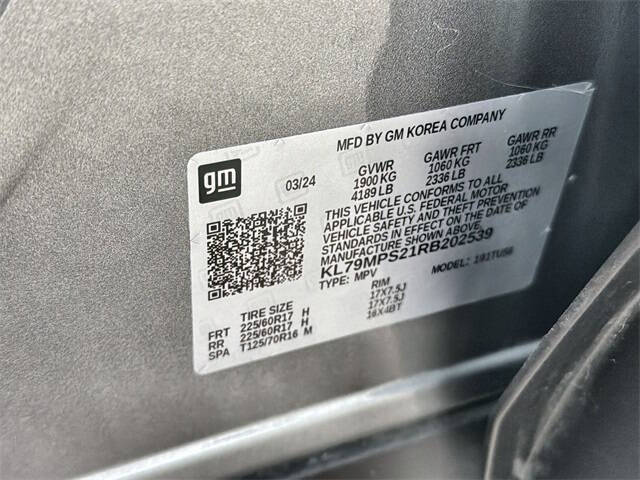 MFD BY GM KOREA COMPANY
gm
03/24
GVWR GAWR FRT GAWR RR
1900 KG 1060 KG 1060 KG
4189 LB 2336 LB 2336 LB
THIS VEHICLE CONFORMS TO ALL
APPLICABLE U.S. FEDERAL MOTOR
VEHICLE SAFETY AND THEFT PREVENTION
STANDARDS IN EFFECT ON THE DATE OF
MANUFACTURE SHOWN ABOVE.
KL79MPS21RB202539
TYPE: MPV MODEL: 191TU56
TIRE SIZE RIM
FRT 225/60R17 H 17X7.5J
RR 225/60R17 H 17X7.5J
SPA T125/70R16 M 16X4BT